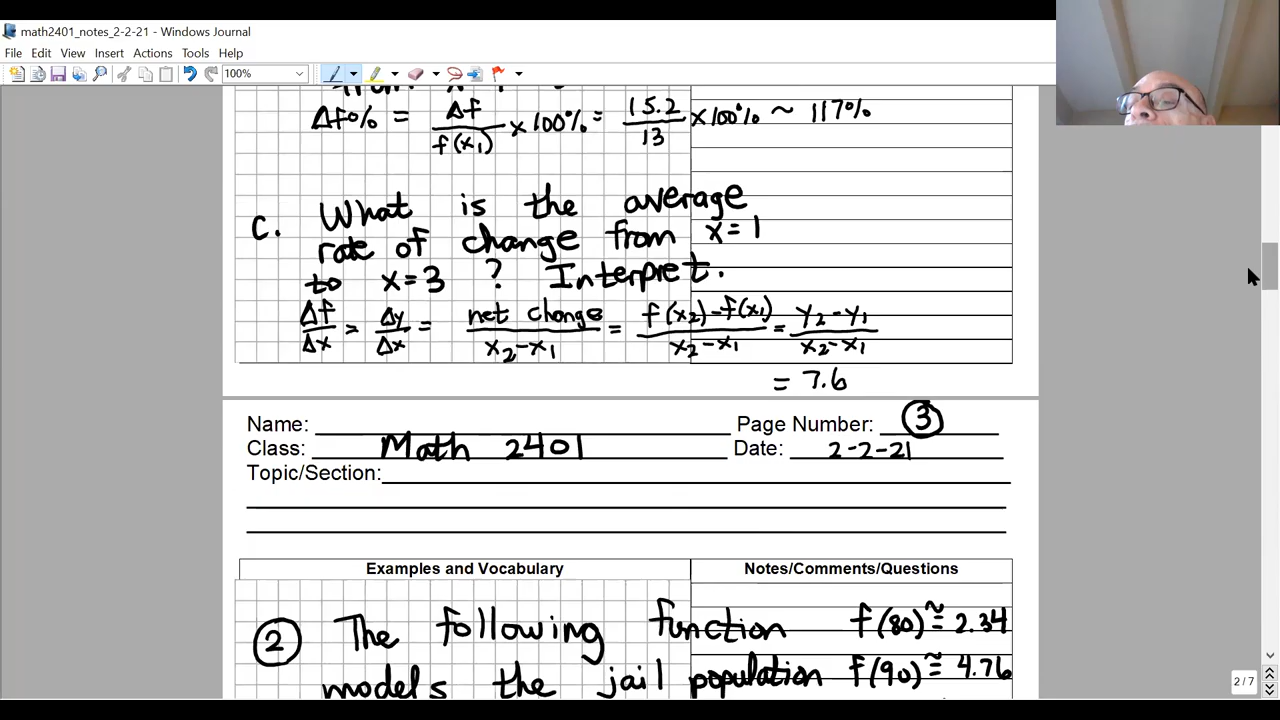 math2401_notes_2-2-21 - Windows Journal
File Edit View Insert Actions Tools Help
100%
Δf% = Δf/f(x₁) × 100% = 15.2/13 × 100% ~ 117%
C. What is the average
rate of change from x = 1
to x = 3 ? Interpret.
Δf/Δx = Δy/Δx = net change/x₂-x₁ = f(x₂)-f(x₁)/x₂-x₁ = y₂-y₁/x₂-x₁
= 7.6
Name: Page Number: 3
Class: Math 2401 Date: 2-2-21
Topic/Section:
Examples and Vocabulary Notes/Comments/Questions
2 The following function f(80) ≅ 2.34
models the jail population f(90) ≅ 4.76
2 / 7